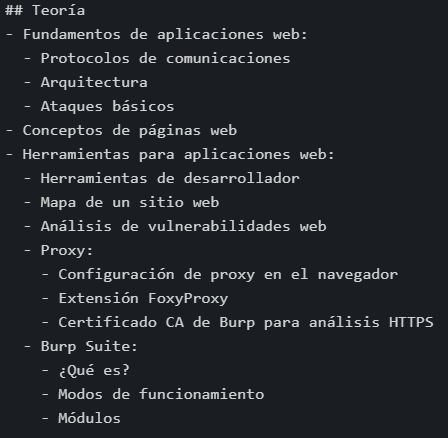 ## Teoría
- Fundamentos de aplicaciones web:
  - Protocolos de comunicaciones
  - Arquitectura
  - Ataques básicos
- Conceptos de páginas web
- Herramientas para aplicaciones web:
  - Herramientas de desarrollador
  - Mapa de un sitio web
  - Análisis de vulnerabilidades web
  - Proxy:
    - Configuración de proxy en el navegador
    - Extensión FoxyProxy
    - Certificado CA de Burp para análisis HTTPS
  - Burp Suite:
    - ¿Qué es?
    - Modos de funcionamiento
    - Módulos